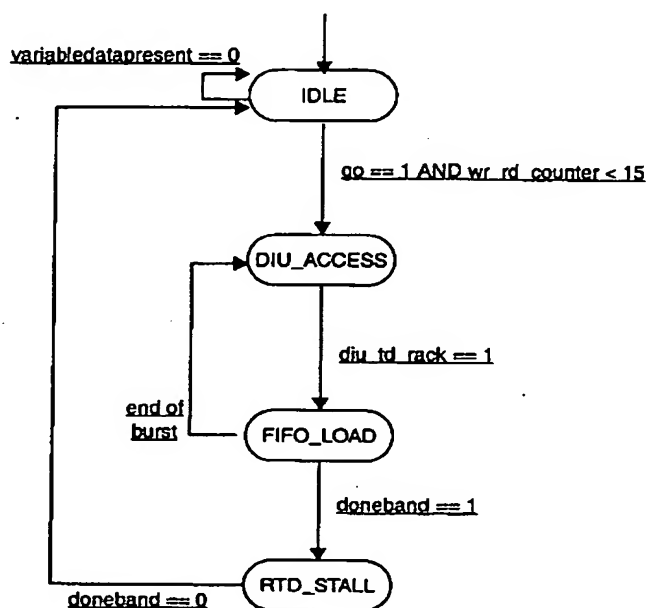 variabledatapresent == 0
IDLE
go == 1 AND wr_rd_counter < 15
DIU_ACCESS
diu_td_rack == 1
end of
burst
FIFO_LOAD
doneband == 1
RTD_STALL
doneband == 0